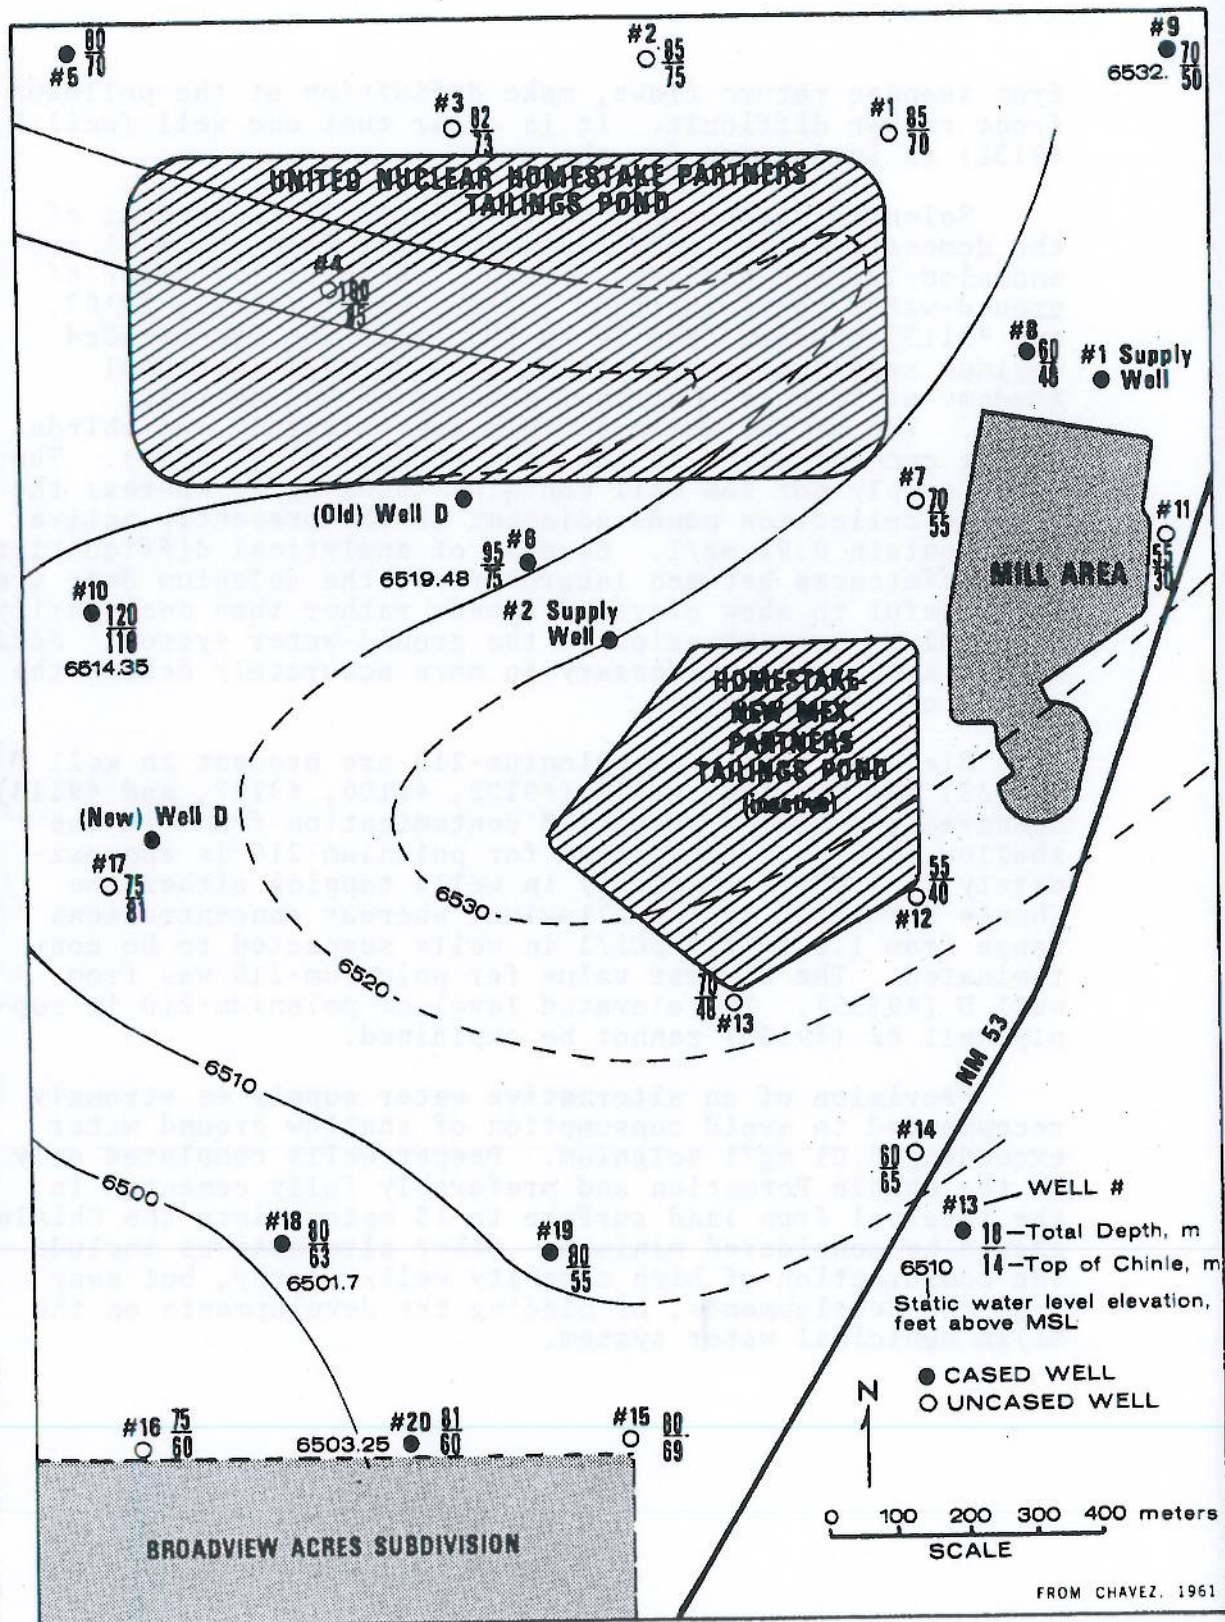 #5 80
70
#2 85
75
#9 70
50
6532.
#3 82
73
#1 85
70
UNITED NUCLEAR HOMESTAKE PARTNERS
TAILINGS POND
#4
#8 60
48
#1 Supply
Well
(Old) Well D
#7 70
55
#11
55
30
#6
95
75
6519.48
MILL AREA
#10
120
110
6514.35
#2 Supply
Well
HOMESTAKE-
NEW MEX.
PARTNERS
TAILINGS POND
(inactive)
(New) Well D
#17 75
81
55
40
#12
6530
6520
70
48
#13
NM 53
6510
#14
60
65
6500
#18 80
63
6501.7
#19
80
55
WELL #
#13
18 — Total Depth, m
14 — Top of Chinle, m
6510
Static water level elevation,
feet above MSL
● CASED WELL
○ UNCASED WELL
N
#16 75
60
6503.25
#20 81
60
#15 80
69
BROADVIEW ACRES SUBDIVISION
0 100 200 300 400 meters
SCALE
FROM CHAVEZ, 1961